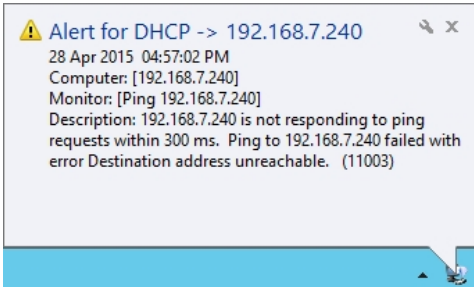 Alert for DHCP -> 192.168.7.240
28 Apr 2015  04:57:02 PM
Computer: [192.168.7.240]
Monitor: [Ping 192.168.7.240]
Description: 192.168.7.240 is not responding to ping
requests within 300 ms.  Ping to 192.168.7.240 failed with
error Destination address unreachable.   (11003)